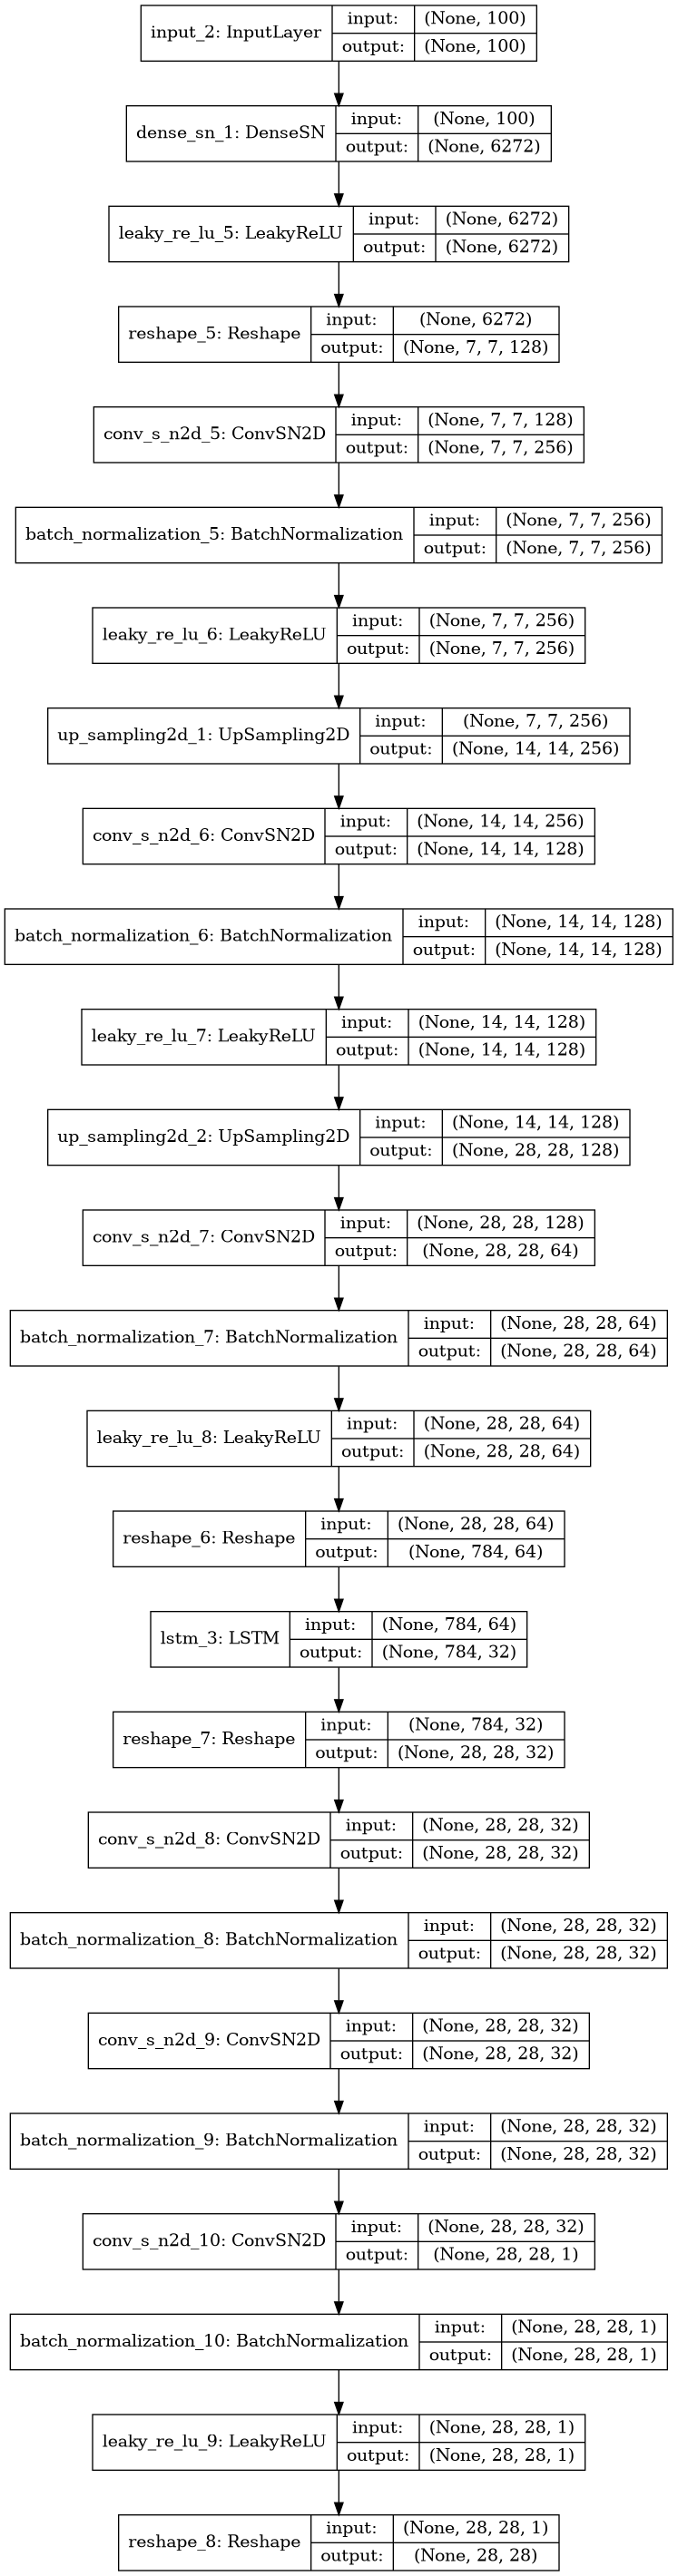 input_2: InputLayer input: (None, 100)
output: (None, 100)
dense_sn_1: DenseSN input: (None, 100)
output: (None, 6272)
leaky_re_lu_5: LeakyReLU input: (None, 6272)
output: (None, 6272)
reshape_5: Reshape input: (None, 6272)
output: (None, 7, 7, 128)
conv_s_n2d_5: ConvSN2D input: (None, 7, 7, 128)
output: (None, 7, 7, 256)
batch_normalization_5: BatchNormalization input: (None, 7, 7, 256)
output: (None, 7, 7, 256)
leaky_re_lu_6: LeakyReLU input: (None, 7, 7, 256)
output: (None, 7, 7, 256)
up_sampling2d_1: UpSampling2D input: (None, 7, 7, 256)
output: (None, 14, 14, 256)
conv_s_n2d_6: ConvSN2D input: (None, 14, 14, 256)
output: (None, 14, 14, 128)
batch_normalization_6: BatchNormalization input: (None, 14, 14, 128)
output: (None, 14, 14, 128)
leaky_re_lu_7: LeakyReLU input: (None, 14, 14, 128)
output: (None, 14, 14, 128)
up_sampling2d_2: UpSampling2D input: (None, 14, 14, 128)
output: (None, 28, 28, 128)
conv_s_n2d_7: ConvSN2D input: (None, 28, 28, 128)
output: (None, 28, 28, 64)
batch_normalization_7: BatchNormalization input: (None, 28, 28, 64)
output: (None, 28, 28, 64)
leaky_re_lu_8: LeakyReLU input: (None, 28, 28, 64)
output: (None, 28, 28, 64)
reshape_6: Reshape input: (None, 28, 28, 64)
output: (None, 784, 64)
lstm_3: LSTM input: (None, 784, 64)
output: (None, 784, 32)
reshape_7: Reshape input: (None, 784, 32)
output: (None, 28, 28, 32)
conv_s_n2d_8: ConvSN2D input: (None, 28, 28, 32)
output: (None, 28, 28, 32)
batch_normalization_8: BatchNormalization input: (None, 28, 28, 32)
output: (None, 28, 28, 32)
conv_s_n2d_9: ConvSN2D input: (None, 28, 28, 32)
output: (None, 28, 28, 32)
batch_normalization_9: BatchNormalization input: (None, 28, 28, 32)
output: (None, 28, 28, 32)
conv_s_n2d_10: ConvSN2D input: (None, 28, 28, 32)
output: (None, 28, 28, 1)
batch_normalization_10: BatchNormalization input: (None, 28, 28, 1)
output: (None, 28, 28, 1)
leaky_re_lu_9: LeakyReLU input: (None, 28, 28, 1)
output: (None, 28, 28, 1)
reshape_8: Reshape input: (None, 28, 28, 1)
output: (None, 28, 28)